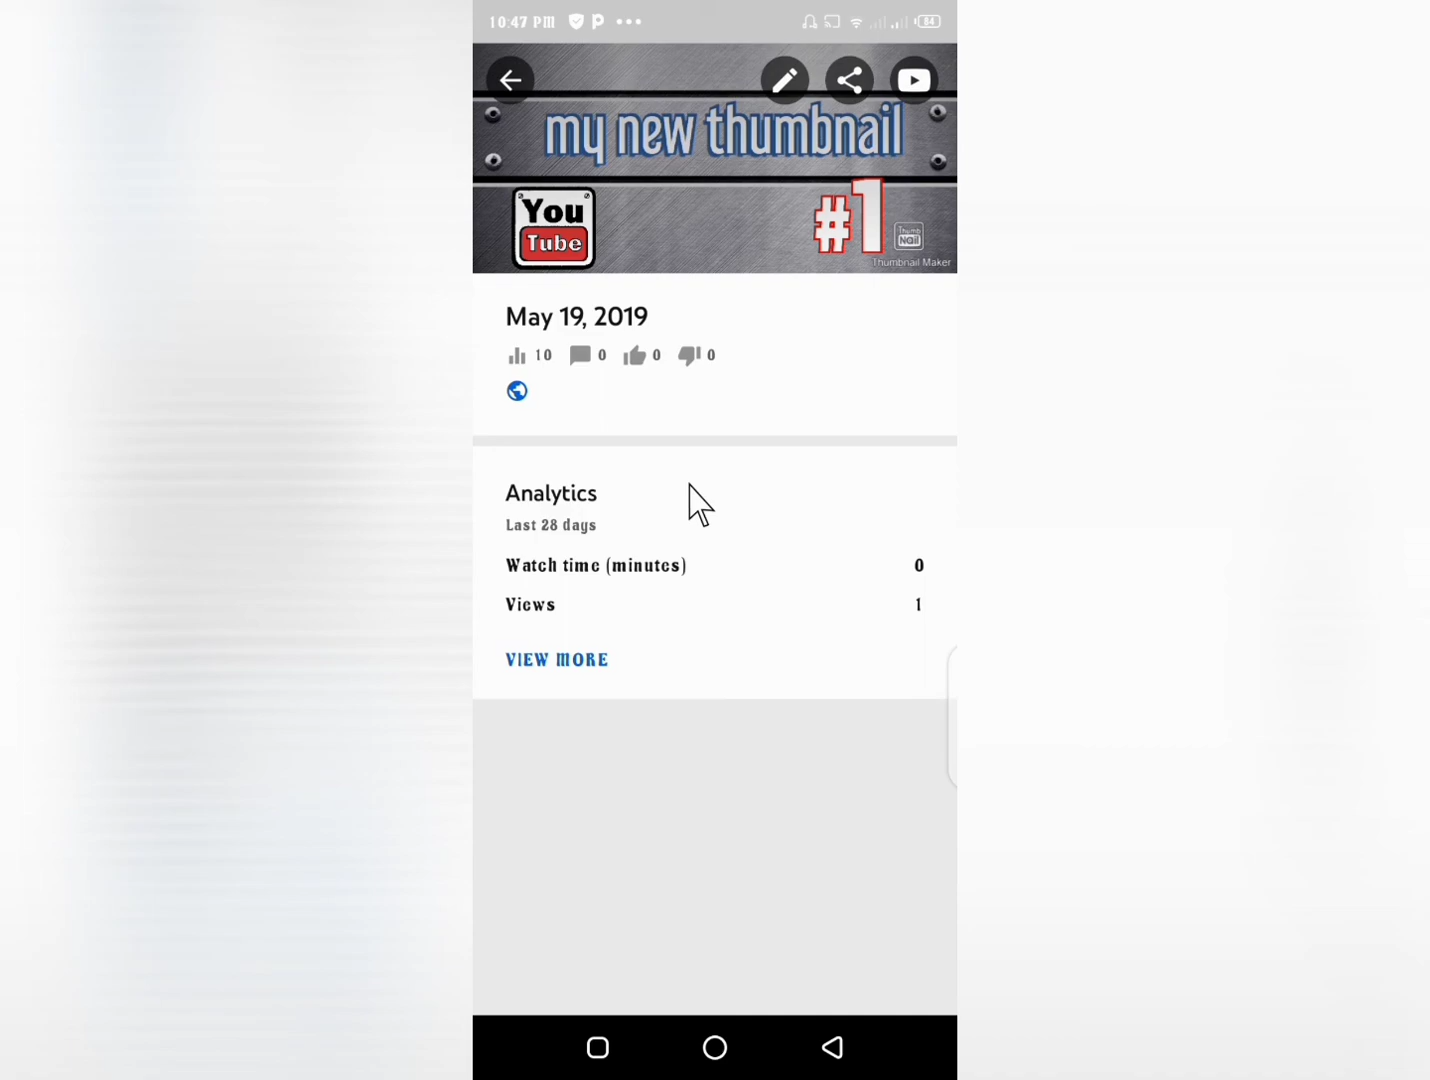 10:47 PM
84
my new thumbnail
You
Tube
#1
Thumb
Nail
Thumbnail Maker
May 19, 2019
10 0 0 0
Analytics
Last 28 days
Watch time (minutes) 0
Views 1
VIEW MORE